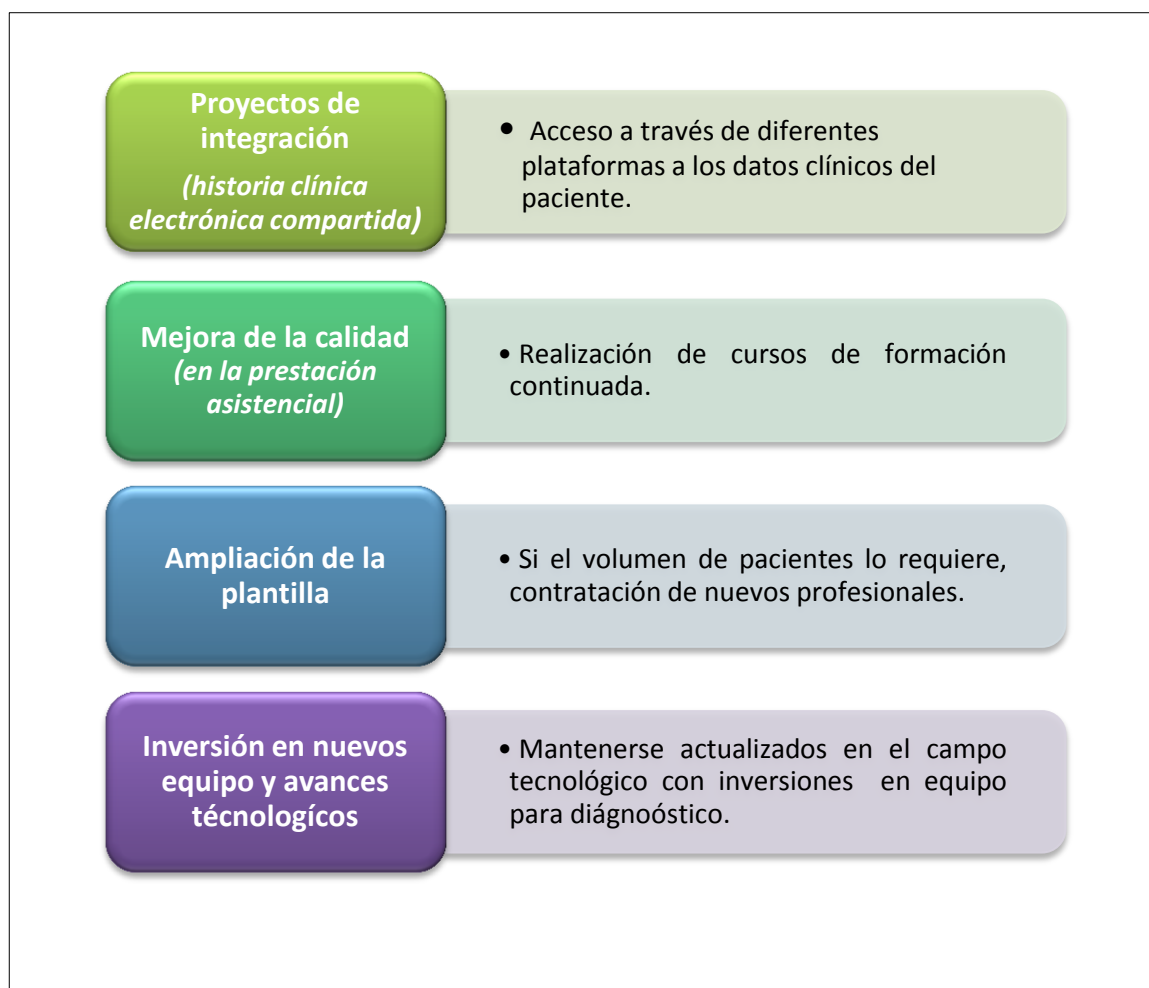 Proyectos de
integración
(historia clínica
electrónica compartida)
• Acceso a través de diferentes
plataformas a los datos clínicos del
paciente.
Mejora de la calidad
(en la prestación
asistencial)
• Realización de cursos de formación
continuada.
Ampliación de la
plantilla
• Si el volumen de pacientes lo requiere,
contratación de nuevos profesionales.
Inversión en nuevos
equipo y avances
técnologícos
• Mantenerse actualizados en el campo
tecnológico con inversiones en equipo
para diágnoóstico.